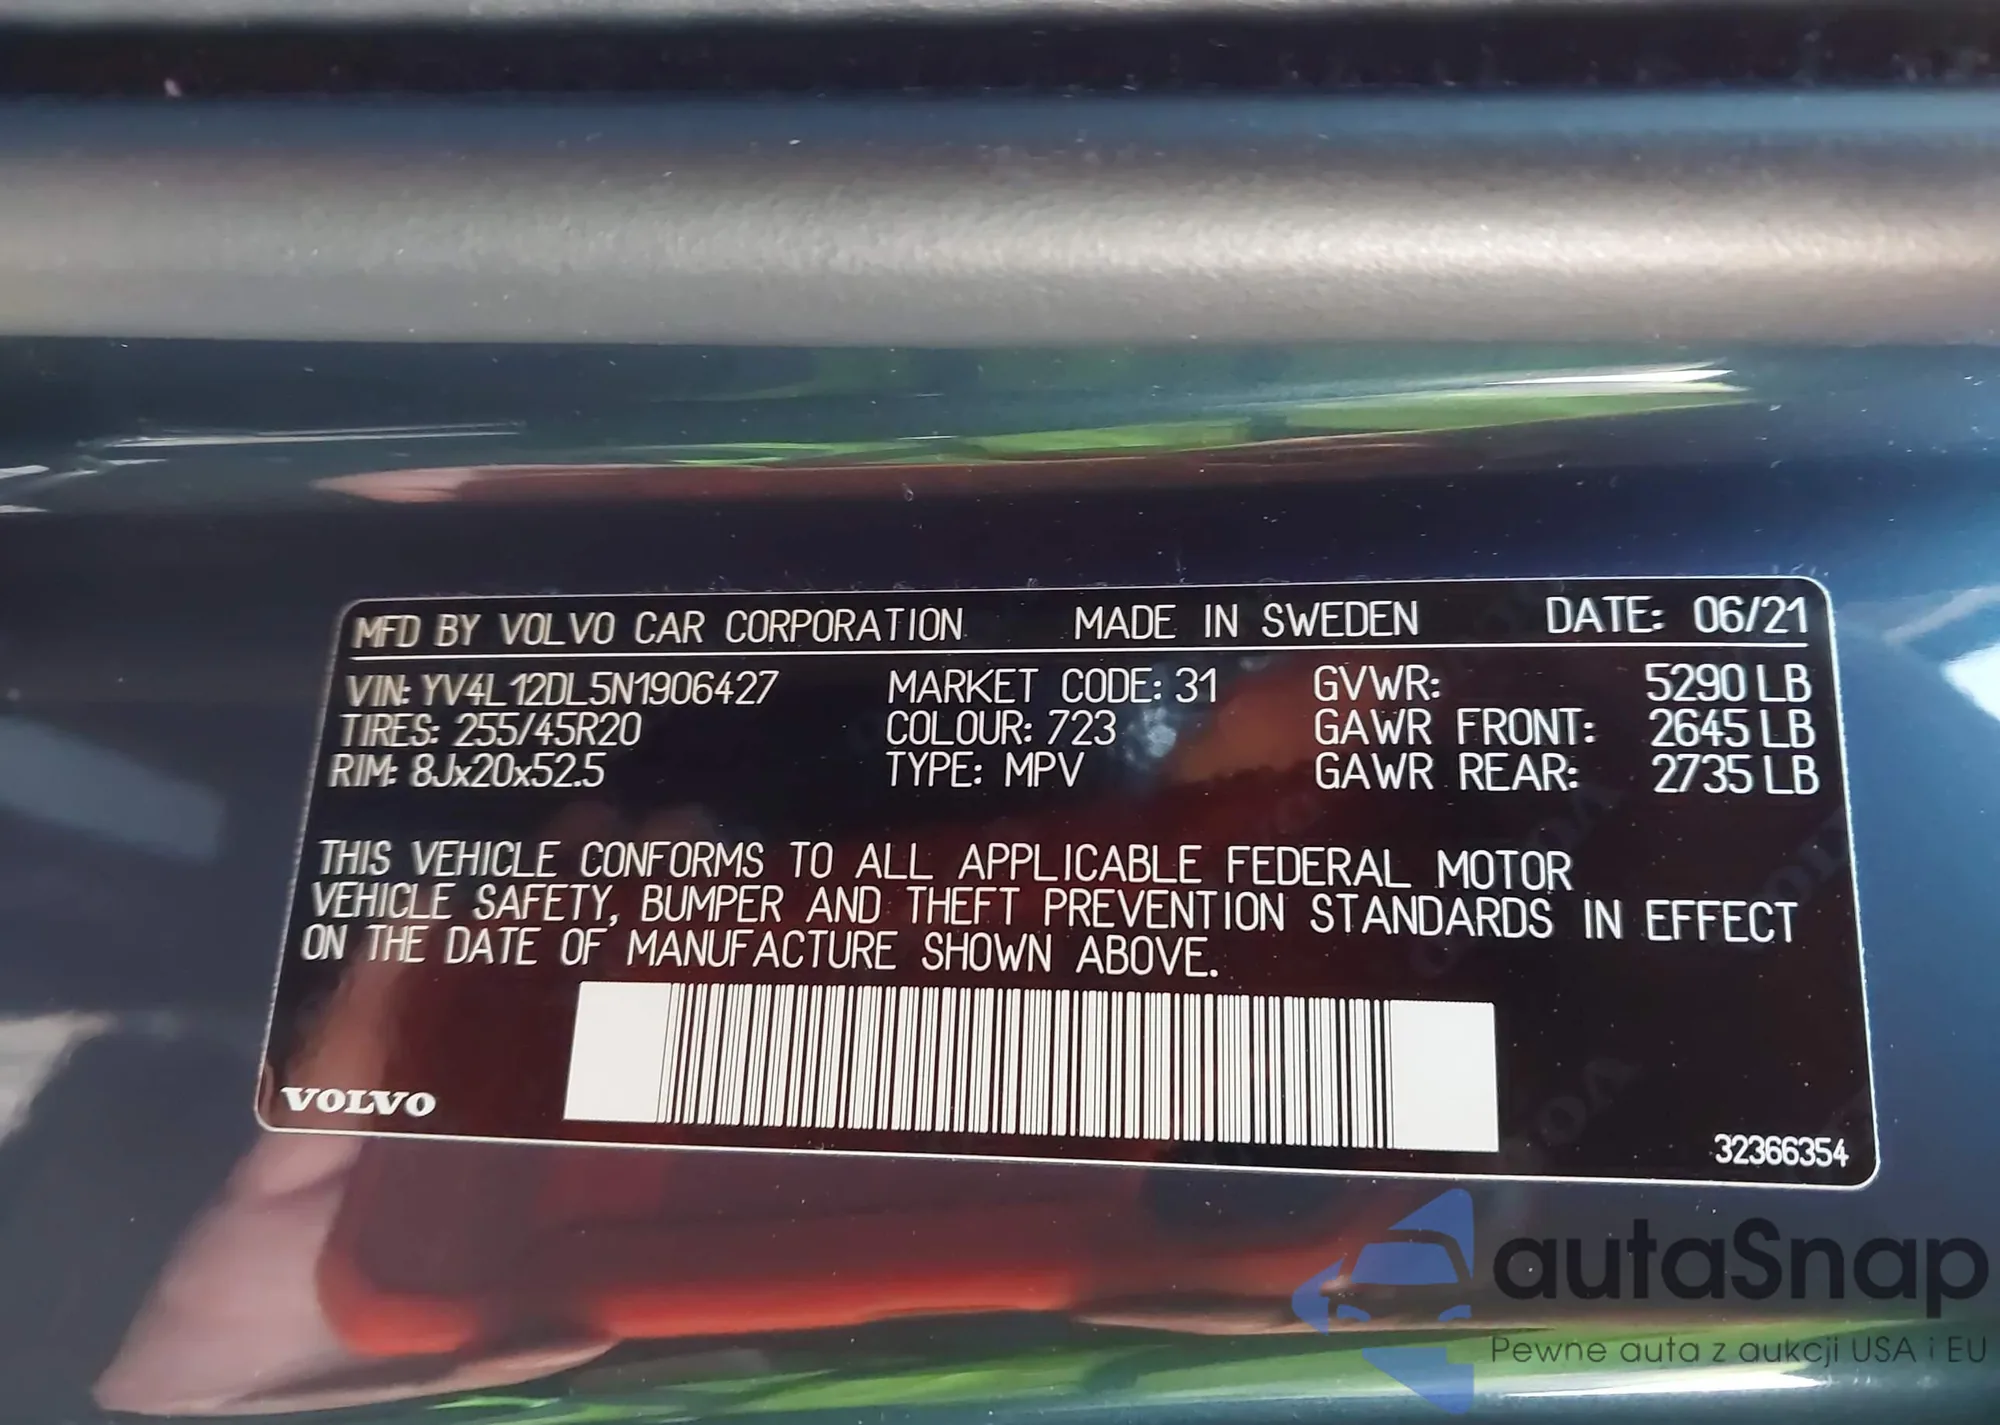 MFD BY VOLVO CAR CORPORATION MADE IN SWEDEN DATE: 06/21
VIN: YV4L12DL5N1906427 MARKET CODE: 31 GVWR: 5290 LB
TIRES: 255/45R20 COLOUR: 723 GAWR FRONT: 2645 LB
RIM: 8Jx20x52.5 TYPE: MPV GAWR REAR: 2735 LB
THIS VEHICLE CONFORMS TO ALL APPLICABLE FEDERAL MOTOR
VEHICLE SAFETY, BUMPER AND THEFT PREVENTION STANDARDS IN EFFECT
ON THE DATE OF MANUFACTURE SHOWN ABOVE.
VOLVO
32366354
autaSnap
Pewne auta z aukcji USA i EU